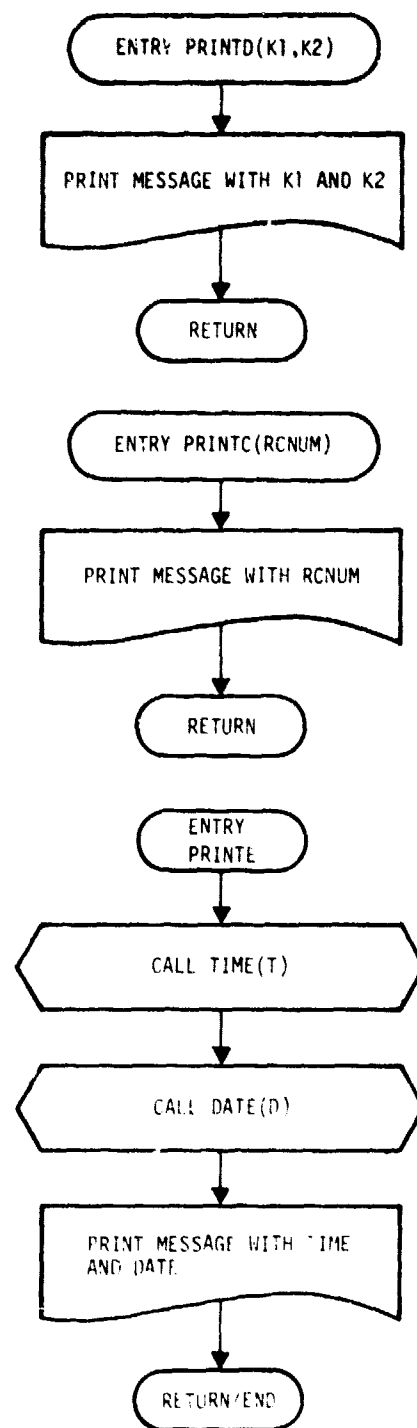 ENTRY PRINTD(K1,K2)
PRINT MESSAGE WITH K1 AND K2
RETURN
ENTRY PRINTC(RCNUM)
PRINT MESSAGE WITH RCNUM
RETURN
ENTRY
PRINTE
CALL TIME(T)
CALL DATE(D)
PRINT MESSAGE WITH TIME
AND DATE
RETURN/END